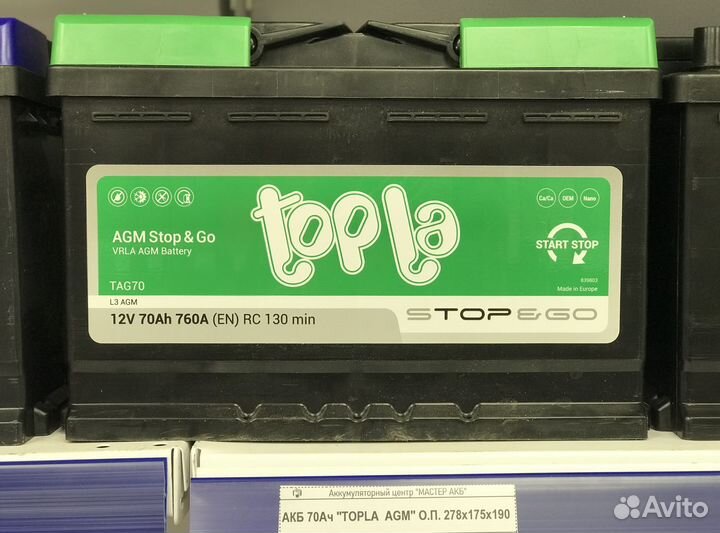 topla
Ca/Ca OEM Nano
AGM Stop & Go
VRLA AGM Battery
START STOP
TAG70
839803
Made in Europe
L3 AGM
12V 70Ah 760A (EN) RC 130 min
STOP&GO
Аккумуляторный центр "МАСТЕР АКБ"
АКБ 70Ач "TOPLA AGM" О.П. 278x175x190
Avito